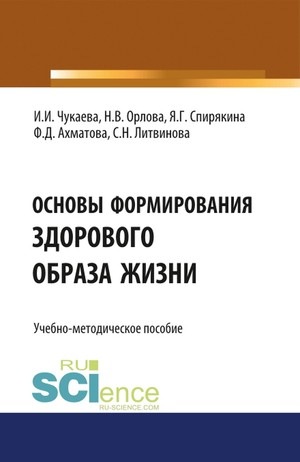 И.И. Чукаева, Н.В. Орлова, Я.Г. Спирякина
Ф.Д. Ахматова, С.Н. Литвинова
ОСНОВЫ ФОРМИРОВАНИЯ
ЗДОРОВОГО
ОБРАЗА ЖИЗНИ
Учебно-методическое пособие
RU
SCIence
RU-SCIENCE.COM